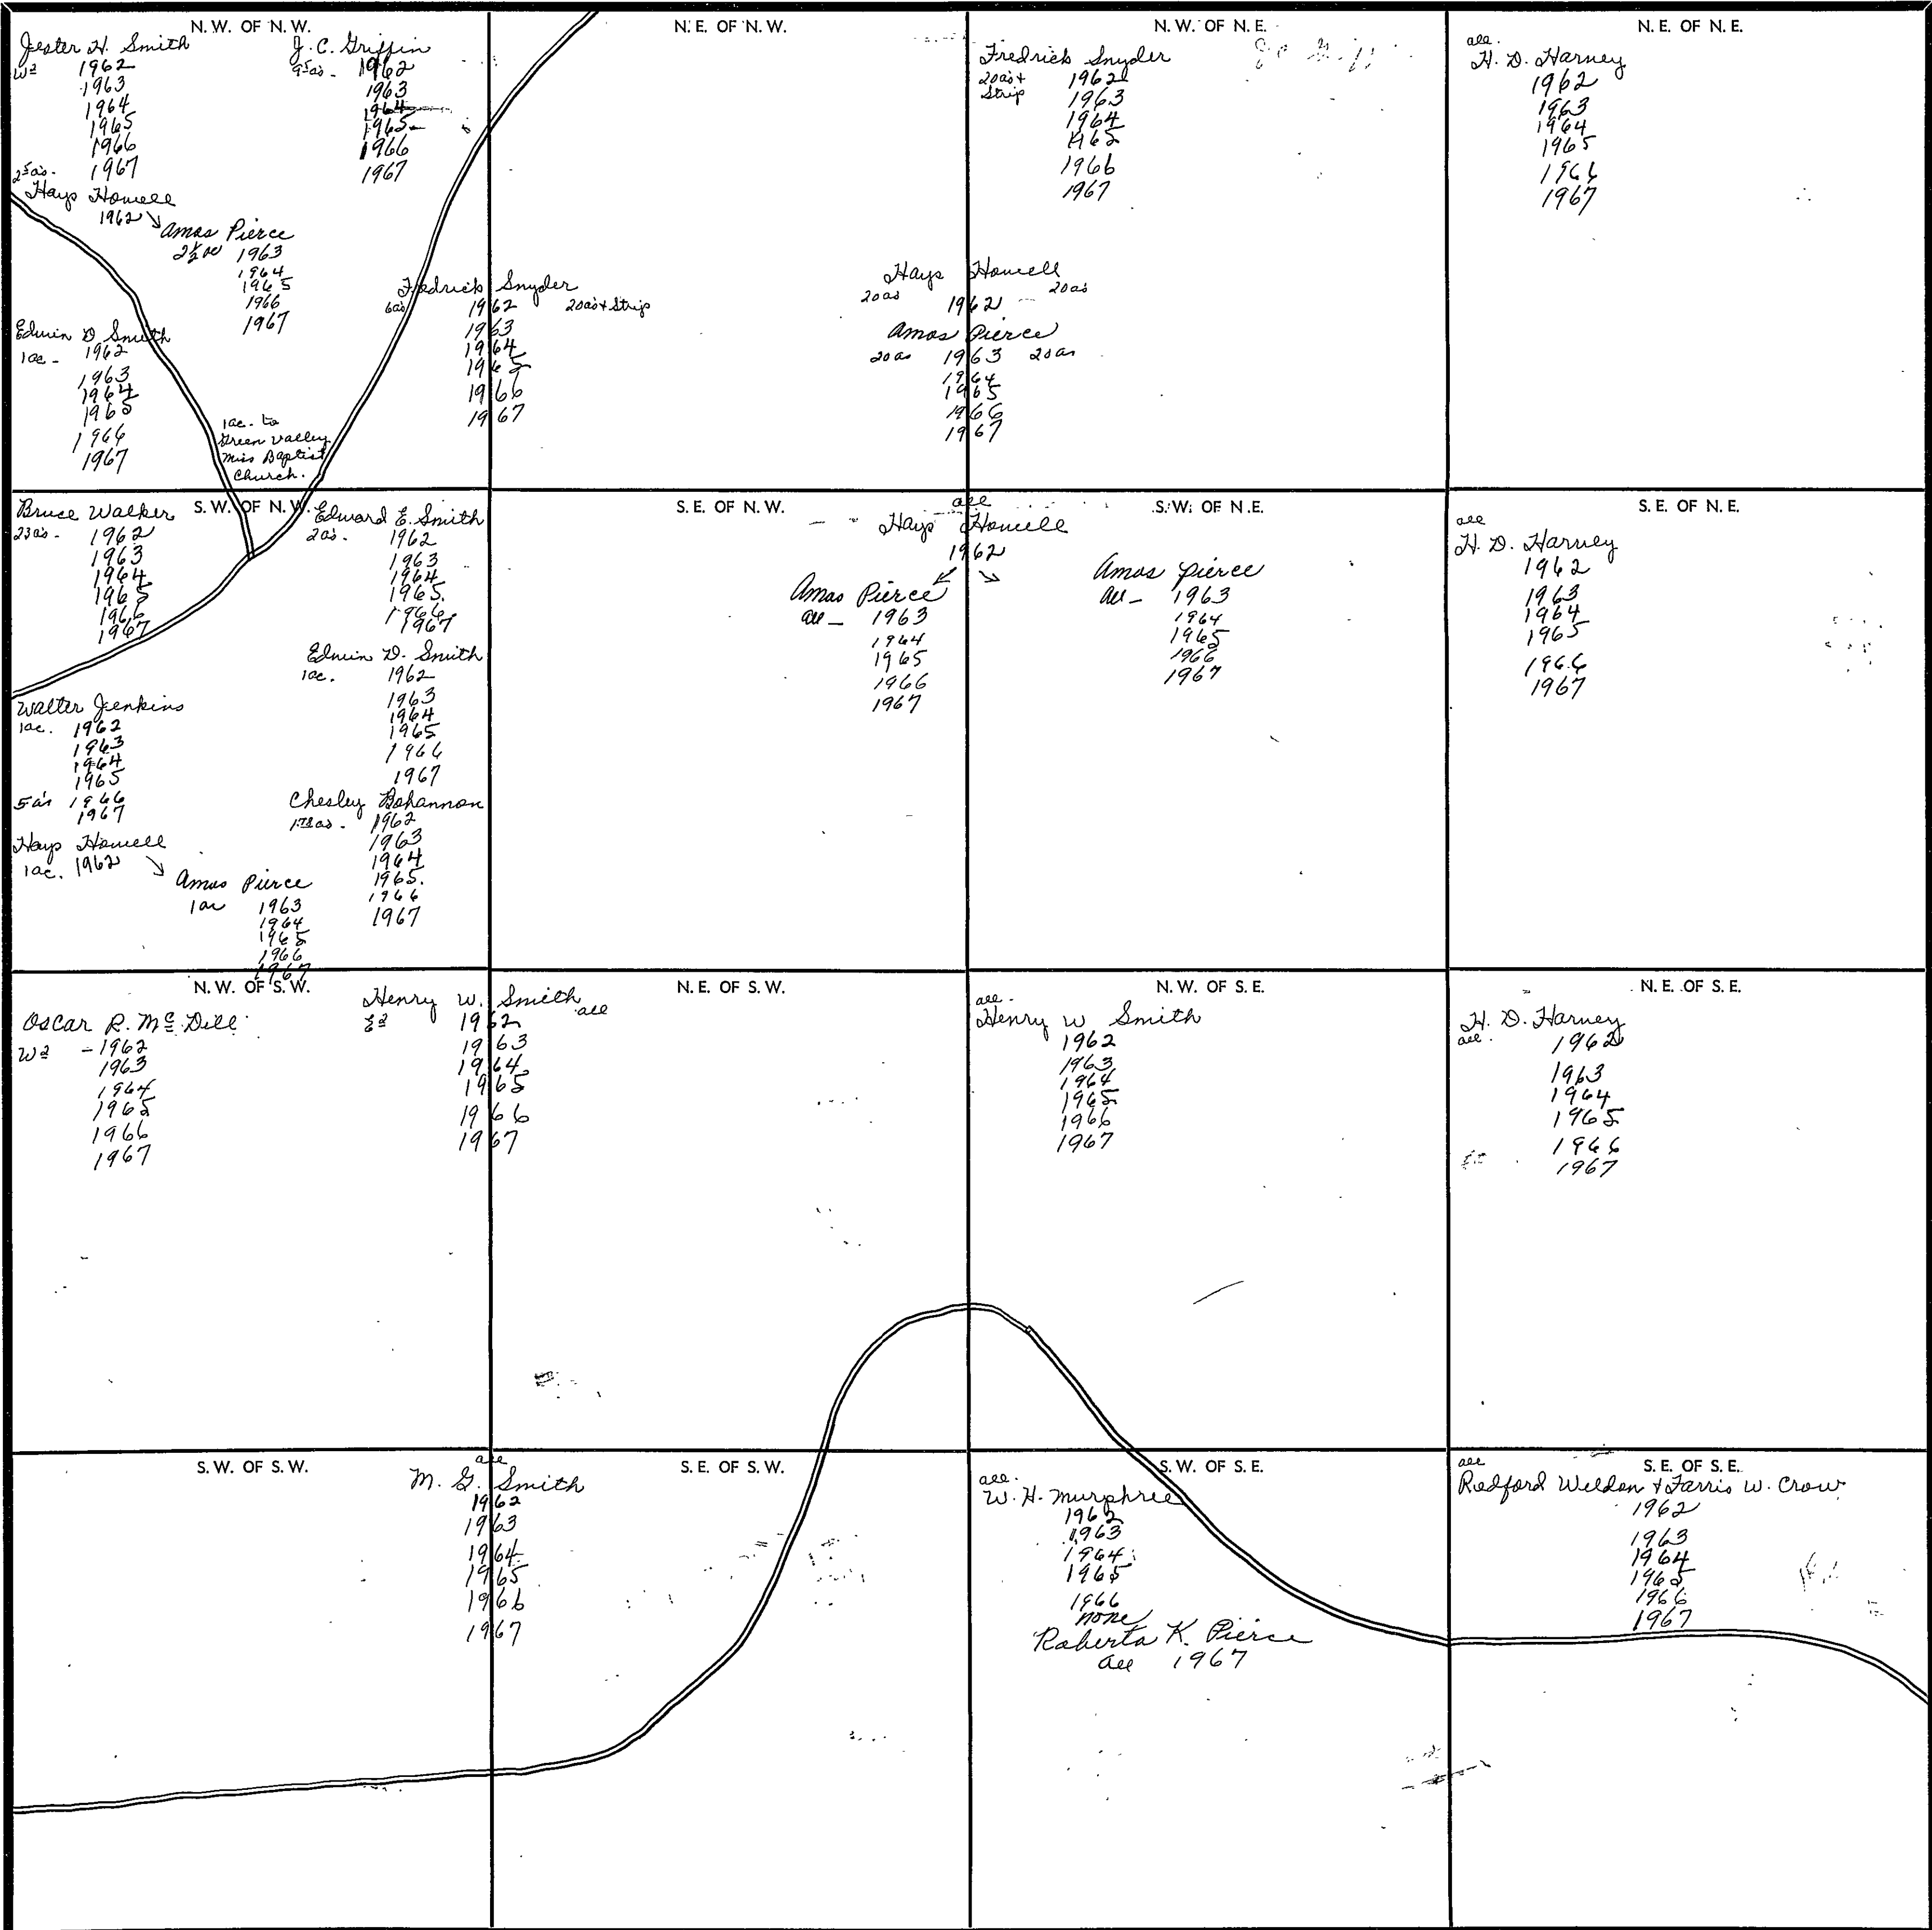 N. W. OF N. W.
Jester H. Smith
W2 1962
1963
1964
1965
1966
1967
J. C. Griffin
1962
1963
1964
1965
1966
1967
Hays Howell
1962
Amos Pierce
1963
1964
1965
1966
1967
Edwin D Smith
1ac - 1962
1963
1964
1965
1966
1967
1ac. to
Green Valley
Miss Baptist
Church.
N. E. OF N. W.
Fredrick Snyder
6as 1962 20as + Strip
1963
1964
1965
1966
1967
Hays Howell
20as 1962 20as
Amos Pierce
20as 1963 20as
1964
1965
1966
1967
N. W. OF N. E.
Fredrick Snyder
20as + 1962
Strip 1963
1964
1965
1966
1967
N. E. OF N. E.
all.
H. D. Harney
1962
1963
1964
1965
1966
1967
S. W. OF N. W.
Bruce Walker
23as. 1962
1963
1964
1965
1966
1967
Edward E. Smith
2as. 1962
1963
1964
1965.
1966.
1967
Edwin D. Smith
1ac. 1962
1963
1964
1965
1966
1967
Walter Jenkins
1ac. 1962
1963
1964
1965
5as 1966
1967
Chesley Bohannon
1962
1963
1964
1965.
1966
1967
Hays Howell
1ac. 1962
Amos Pierce
1ac 1963
1964
1965
1966
1967
S. E. OF N. W.
all
Hays Howell
1962
Amos Pierce
all - 1963
1964
1965
1966
1967
S. W. OF N. E.
Amos Pierce
all - 1963
1964
1965
1966
1967
S. E. OF N. E.
all
H. D. Harney
1962
1963
1964
1965
1966
1967
N. W. OF S. W.
Oscar R. Mc Dill
W2 - 1962
1963
1964
1965
1966
1967
Henry W. Smith
E2 1962 all
1963
1964
1965
1966
1967
N. E. OF S. W.
N. W. OF S. E.
all -
Henry W Smith
1962
1963
1964
1965
1966
1967
N. E. OF S. E.
H. D. Harney
all. 1962
1963
1964
1965
1966
1967
S. W. OF S. W.
all
M. G. Smith
1962
1963
1964
1965
1966
1967
S. E. OF S. W.
S. W. OF S. E.
all.
W. H. Murphree
1962
1963
1964
1965
1966
none
Roberta K. Pierce
all 1967
S. E. OF S. E.
all
Redford Weldon + Farris W. Crow
1962
1963
1964
1965
1966
1967